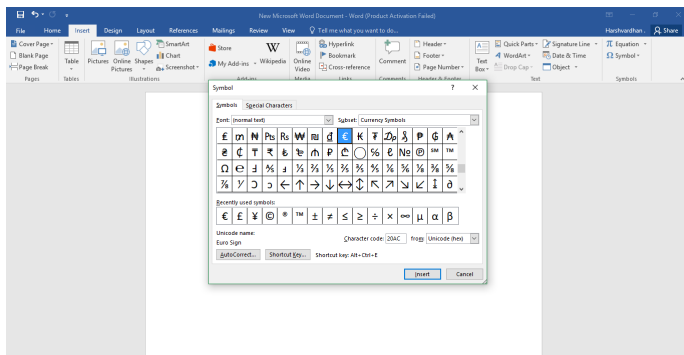 New Microsoft Word Document - Word (Product Activation Failed)
File Home Insert Design Layout References Mailings Review View Tell me what you want to do... Harshwardhan . Share
Cover Page
Blank Page
Page Break
Pages
Table
Tables
Pictures Online Pictures Shapes SmartArt
Chart
Screenshot
Illustrations
Store
My Add-ins
Wikipedia
Add-ins
Online Video
Media
Hyperlink
Bookmark
Cross-reference
Links
Comment
Comments
Header
Footer
Page Number
Header & Footer
Text Box
Quick Parts Signature Line
WordArt Date & Time
Drop Cap Object
Text
π Equation
Ω Symbol
Symbols
Symbol ? X
Symbols Special Characters
Font: (normal text) Subset: Currency Symbols
₤ ₥ ₦ ₧ ₨ ₩ ₪ ₫ € ₭ ₮ ₯ ₰ ₱ ₲ ₳
₴ ₵ ₸ ₹ ₺ ₽ ℅ ℓ № ℗ ℠ ™
Ω ℮ Ⅎ ⅍ ⅓ ⅔ ⅕ ⅖ ⅗ ⅘ ⅙ ⅚ ⅛ ⅜ ⅝
⅞ ⅟ Ↄ ↄ ← ↑ → ↓ ↔ ↕ ↖ ↗ ↘ ↙ ↨ ∂
Recently used symbols:
€ £ ¥ © ® ™ ± ≠ ≤ ≥ ÷ × ∞ µ α β
Unicode name:
Euro Sign
Character code: 20AC from: Unicode (hex)
AutoCorrect... Shortcut Key... Shortcut key: Alt+Ctrl+E
Insert Cancel